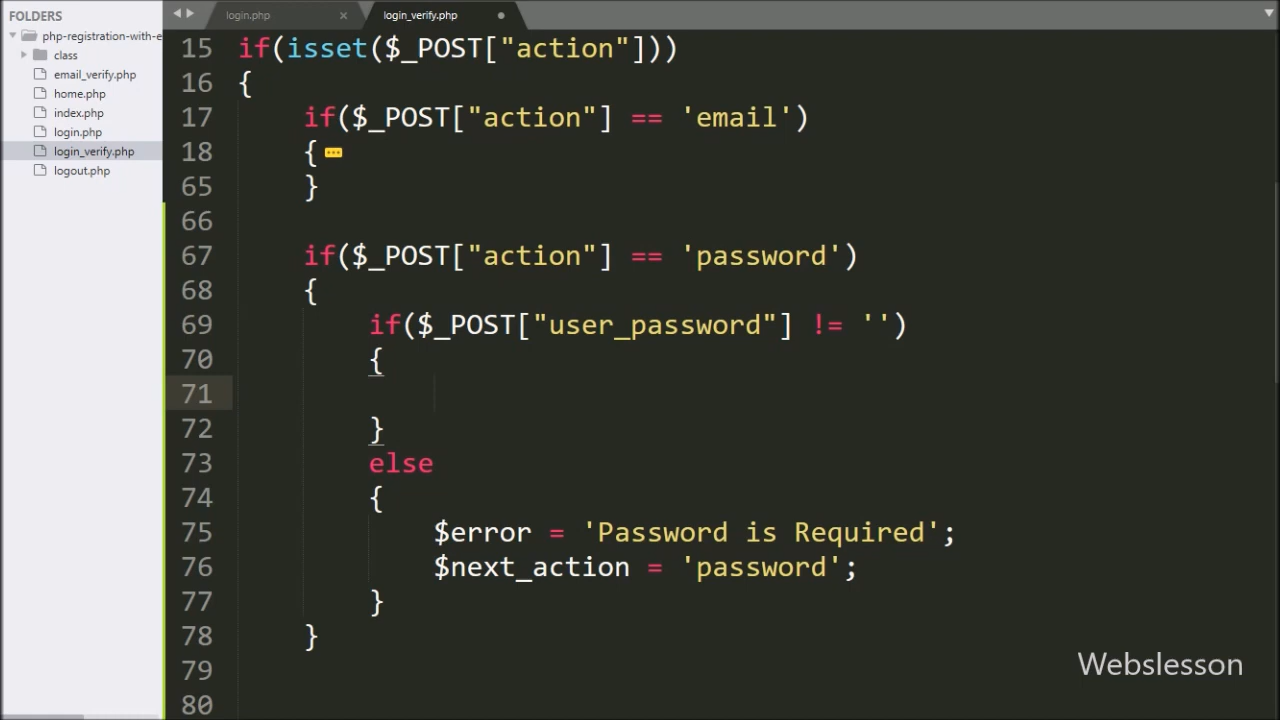 FOLDERS
php-registration-with-e
class
email_verify.php
home.php
index.php
login.php
login_verify.php
logout.php
login.php
login_verify.php
15 if(isset($_POST["action"]))
16 {
17 if($_POST["action"] == 'email')
18 {
65 }
66
67 if($_POST["action"] == 'password')
68 {
69 if($_POST["user_password"] != '')
70 {
71
72 }
73 else
74 {
75 $error = 'Password is Required';
76 $next_action = 'password';
77 }
78 }
79
80
Webslesson